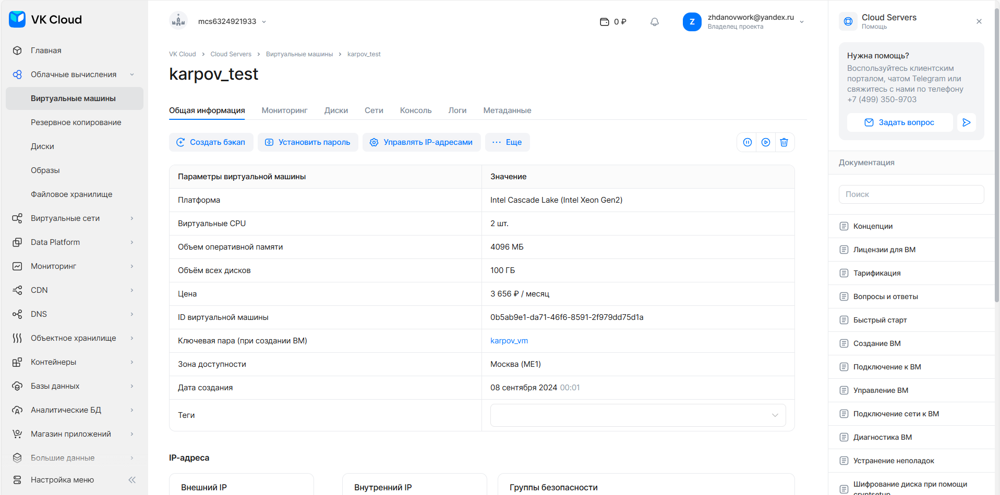 VK Cloud
Главная
Облачные вычисления
Виртуальные машины
Резервное копирование
Диски
Образы
Файловое хранилище
Виртуальные сети
Data Platform
Мониторинг
CDN
DNS
Объектное хранилище
Контейнеры
Базы данных
Аналитические БД
Магазин приложений
Большие данные
Настройка меню
mcs6324921933
0 ₽
Z
zhdanovwork@yandex.ru
Владелец проекта
VK Cloud > Cloud Servers > Виртуальные машины > karpov_test
karpov_test
Общая информация Мониторинг Диски Сети Консоль Логи Метаданные
Создать бэкап Установить пароль Управлять IP-адресами ··· Еще
Параметры виртуальной машины Значение
Платформа Intel Cascade Lake (Intel Xeon Gen2)
Виртуальные CPU 2 шт.
Объем оперативной памяти 4096 МБ
Объём всех дисков 100 ГБ
Цена 3 656 ₽ / месяц
ID виртуальной машины 0b5ab9e1-da71-46f6-8591-2f979dd75d1a
Ключевая пара (при создании ВМ) karpov_vm
Зона доступности Москва (ME1)
Дата создания 08 сентября 2024 00:01
Теги
IP-адреса
Внешний IP Внутренний IP Группы безопасности
Cloud Servers
Помощь
Нужна помощь?
Воспользуйтесь клиентским
порталом, чатом Telegram или
свяжитесь с нами по телефону
+7 (499) 350-9703
Задать вопрос
Документация
Поиск
Концепции
Лицензии для ВМ
Тарификация
Вопросы и ответы
Быстрый старт
Создание ВМ
Подключение к ВМ
Управление ВМ
Подключение сети к ВМ
Диагностика ВМ
Устранение неполадок
Шифрование диска при помощи
cryptsetup